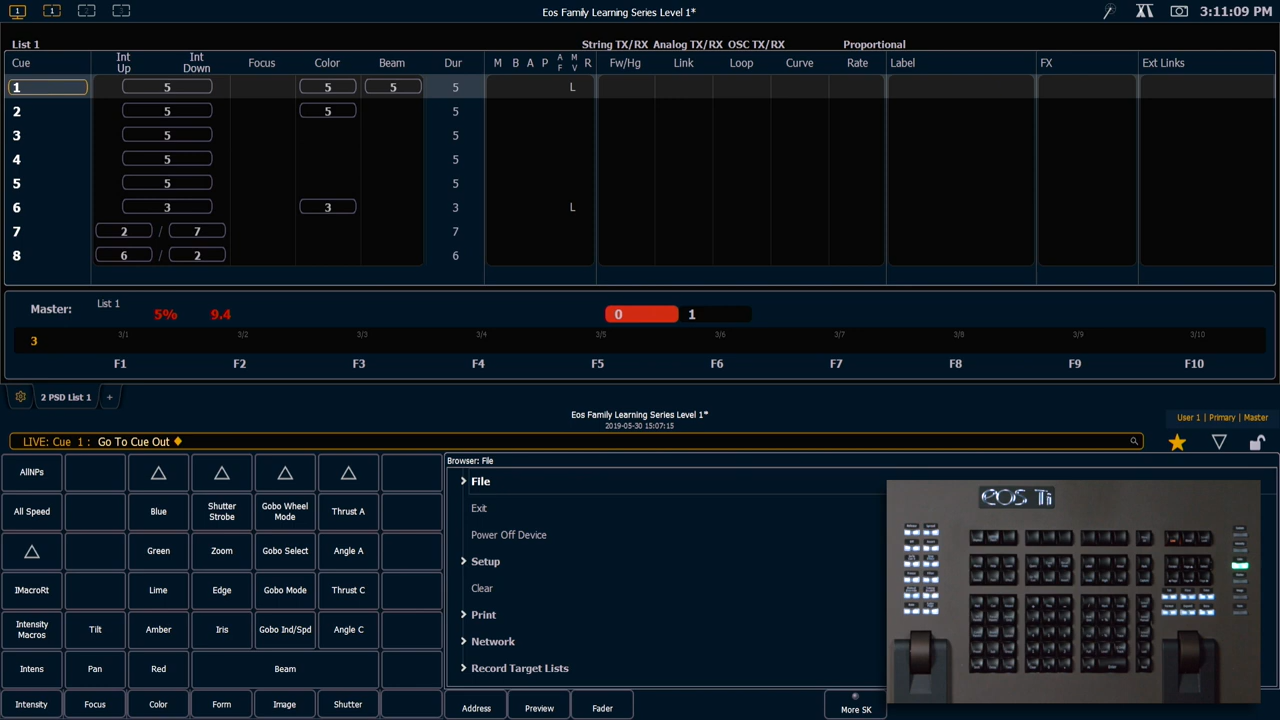 1 1 2 3 Eos Family Learning Series Level 1* 3:11:09 PM
List 1 String TX/RX Analog TX/RX OSC TX/RX Proportional
Cue Int Up Int Down Focus Color Beam Dur M B A P AF MV R Fw/Hg Link Loop Curve Rate Label FX Ext Links
1 5 5 5 5 L
2 5 5 5
3 5 5
4 5 5
5 5 5
6 3 3 3 L
7 2 / 7 7
8 6 / 2 6
Master: List 1 5% 9.4 0 1
3 3/1 3/2 3/3 3/4 3/5 3/6 3/7 3/8 3/9 3/10
F1 F2 F3 F4 F5 F6 F7 F8 F9 F10
2 PSD List 1 +
Eos Family Learning Series Level 1*
2019-05-30 15:07:15
User 1 | Primary | Master
LIVE: Cue 1 : Go To Cue Out
AllNPs
All Speed Blue Shutter Strobe Gobo Wheel Mode Thrust A
Green Zoom Gobo Select Angle A
IMacroRt Lime Edge Gobo Mode Thrust C
Intensity Macros Tilt Amber Iris Gobo Ind/Spd Angle C
Intens Pan Red Beam
Intensity Focus Color Form Image Shutter
Browser: File
File
Exit
Power Off Device
Setup
Clear
Print
Network
Record Target Lists
Address Preview Fader More SK
eos Ti